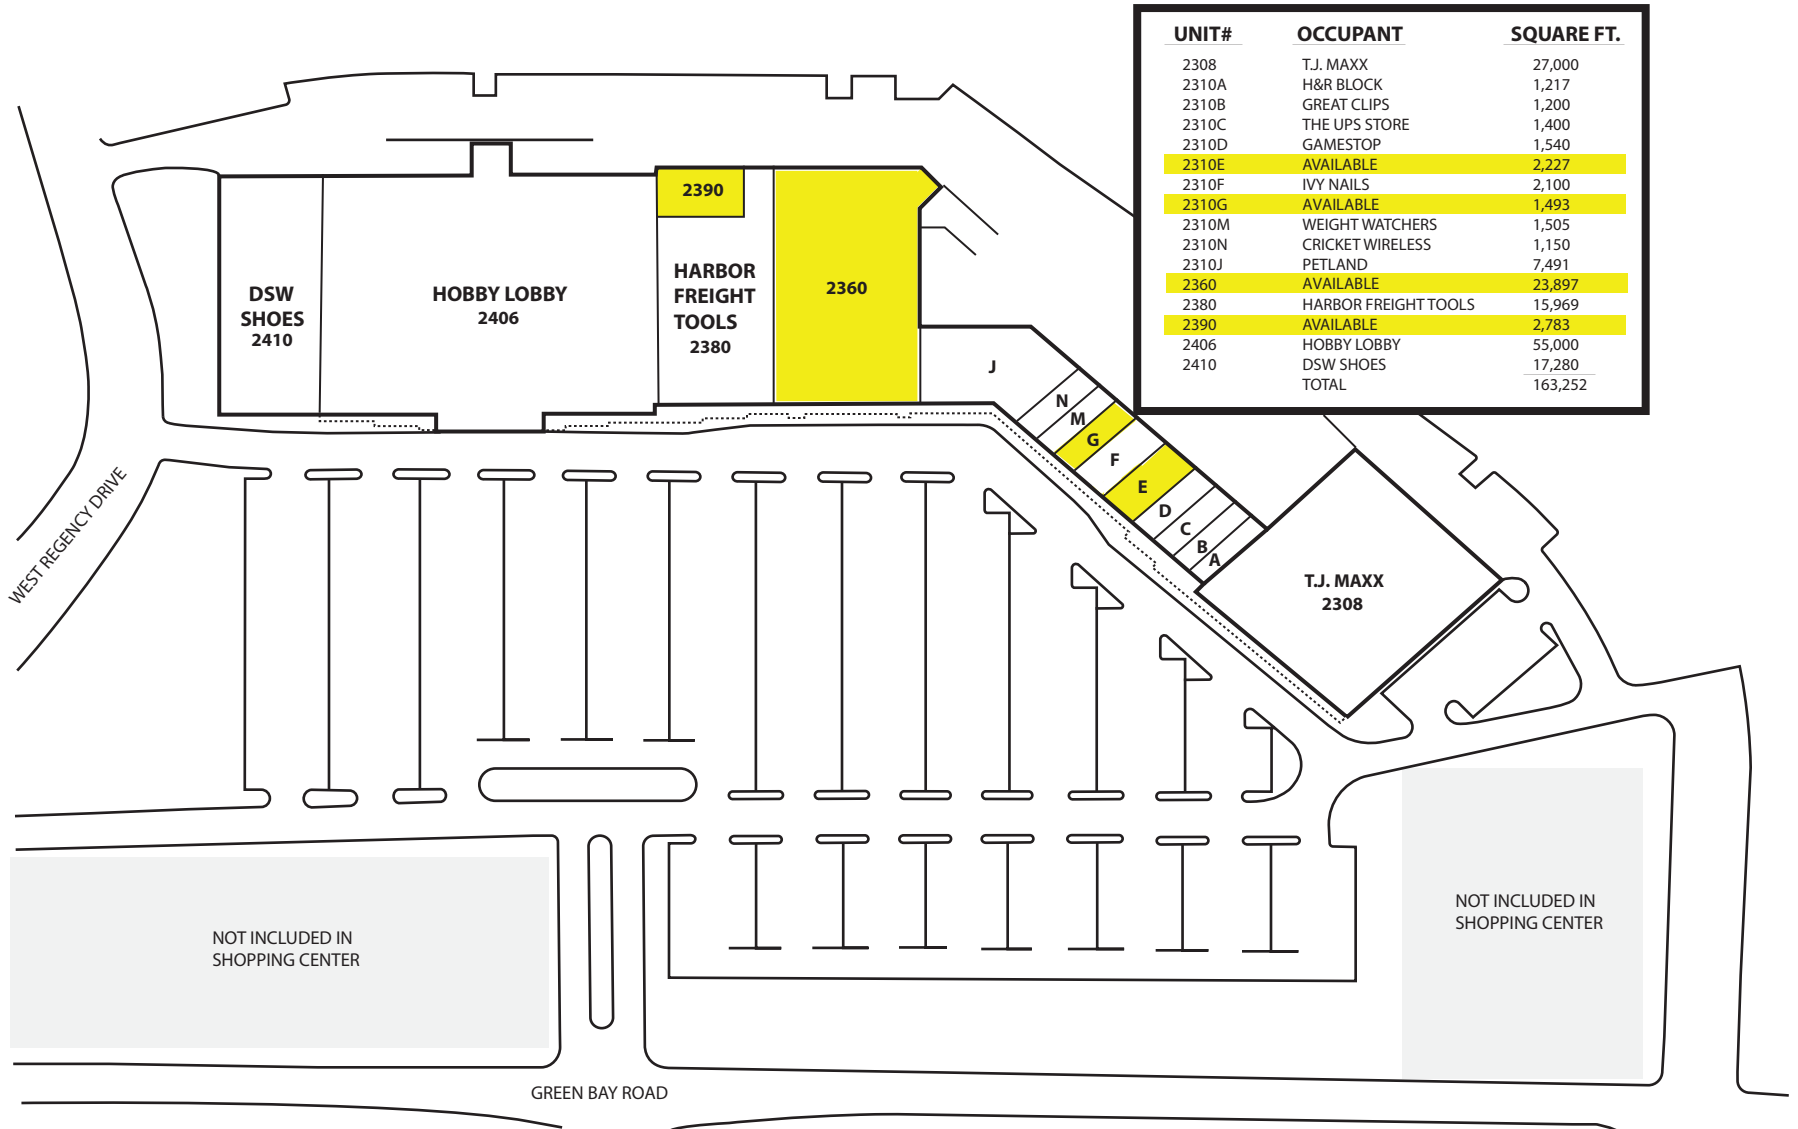 UNIT# OCCUPANT SQUARE FT.
2308 T.J. MAXX 27,000
2310A H&R BLOCK 1,217
2310B GREAT CLIPS 1,200
2310C THE UPS STORE 1,400
2310D GAMESTOP 1,540
2310E AVAILABLE 2,227
2310F IVY NAILS 2,100
2310G AVAILABLE 1,493
2310M WEIGHT WATCHERS 1,505
2310N CRICKET WIRELESS 1,150
2310J PETLAND 7,491
2360 AVAILABLE 23,897
2380 HARBOR FREIGHT TOOLS 15,969
2390 AVAILABLE 2,783
2406 HOBBY LOBBY 55,000
2410 DSW SHOES 17,280
TOTAL 163,252
DSW
SHOES
2410
HOBBY LOBBY
2406
2390
HARBOR
FREIGHT
TOOLS
2380
2360
J
N
M
G
F
E
D
C
B
A
T.J. MAXX
2308
WEST REGENCY DRIVE
NOT INCLUDED IN
SHOPPING CENTER
NOT INCLUDED IN
SHOPPING CENTER
GREEN BAY ROAD